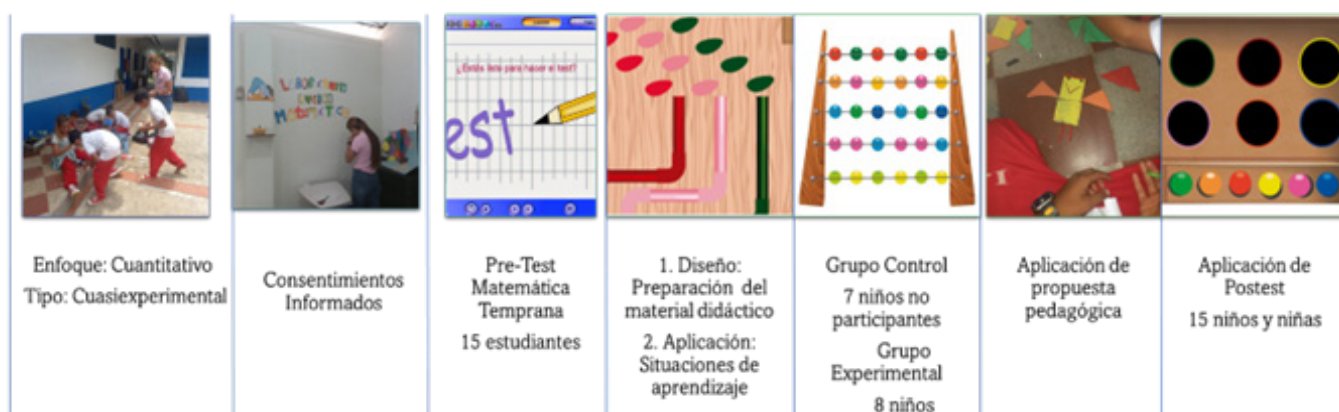 LABORATORIO
MATEMÁTICO
¿Estás listo para hacer el test?
est
Enfoque: Cuantitativo
Tipo: Cuasiexperimental
Consentimientos
Informados
Pre-Test
Matemática
Temprana
15 estudiantes
1. Diseño:
Preparación del
material didáctico
2. Aplicación:
Situaciones de
aprendizaje
Grupo Control
7 niños no
participantes
Grupo
Experimental
8 niños
Aplicación de
propuesta
pedagógica
Aplicación de
Postest
15 niños y niñas